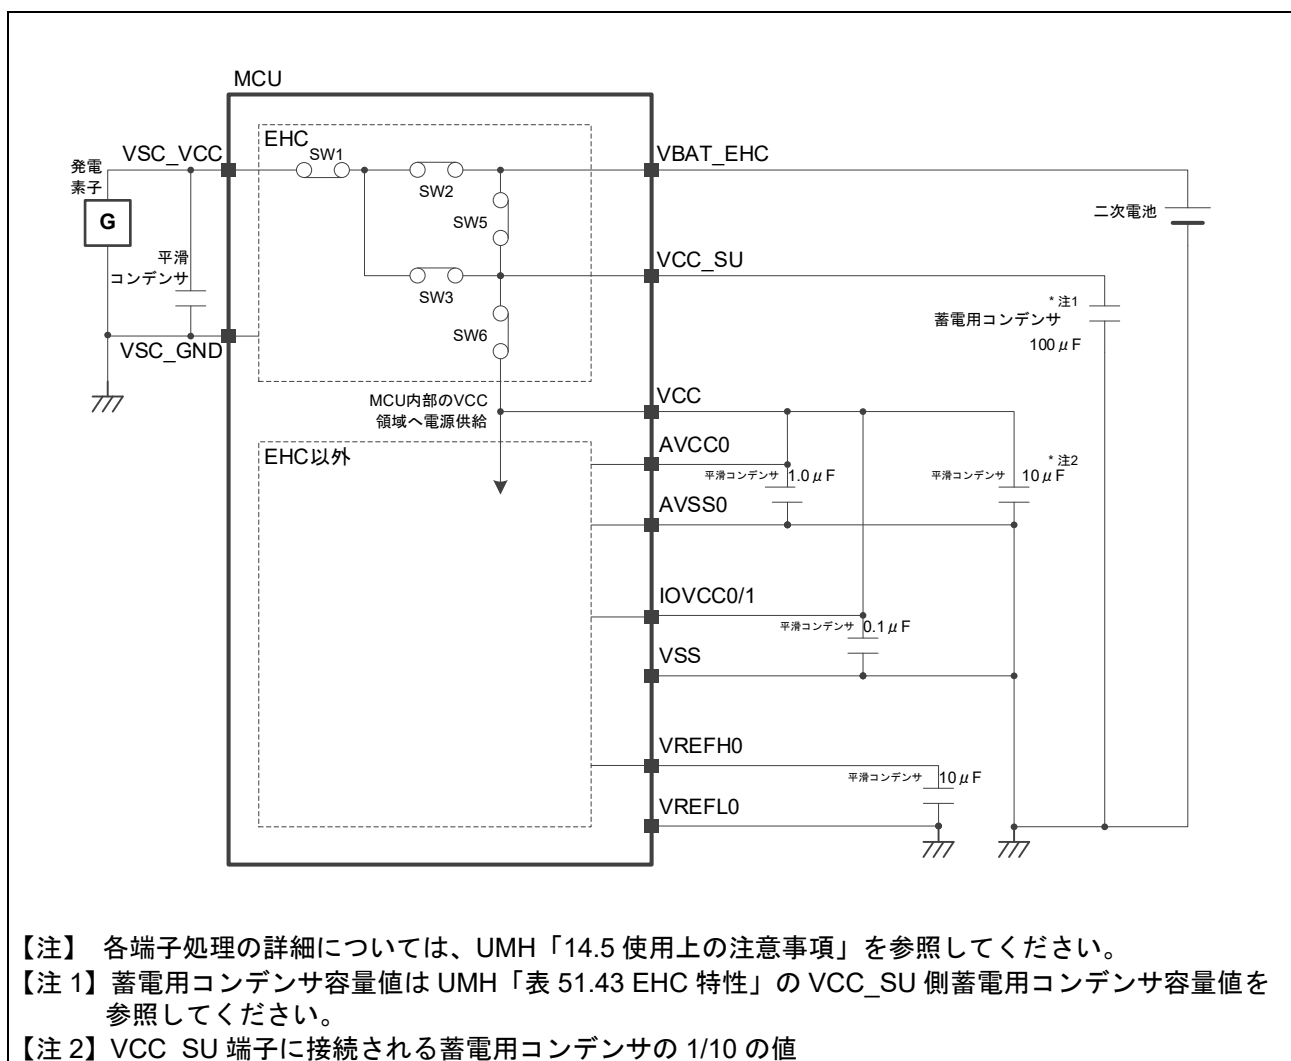 MCU
EHC
VSC_VCC
SW1
VBAT_EHC
発電
素子
G
SW2
SW5
二次電池
平滑
コンデンサ
VCC_SU
SW3
*注1
蓄電用コンデンサ
100μF
SW6
VSC_GND
MCU内部のVCC
領域へ電源供給
VCC
EHC以外
AVCC0
平滑コンデンサ 1.0μF
*注2
平滑コンデンサ 10μF
AVSS0
IOVCC0/1
平滑コンデンサ 0.1μF
VSS
VREFH0
平滑コンデンサ 10μF
VREFL0
【注】 各端子処理の詳細については、UMH「14.5 使用上の注意事項」を参照してください。
【注 1】蓄電用コンデンサ容量値は UMH「表 51.43 EHC 特性」の VCC_SU 側蓄電用コンデンサ容量値を
参照してください。
【注 2】VCC_SU 端子に接続される蓄電用コンデンサの 1/10 の値